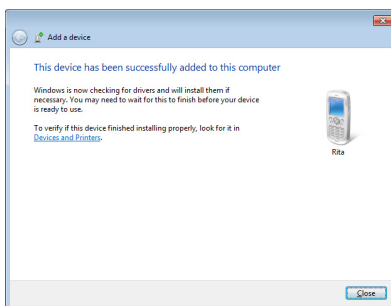 Add a device
This device has been successfully added to this computer
Windows is now checking for drivers and will install them if
necessary. You may need to wait for this to finish before your device
is ready to use.
To verify if this device finished installing properly, look for it in
Devices and Printers.
Rita
Close